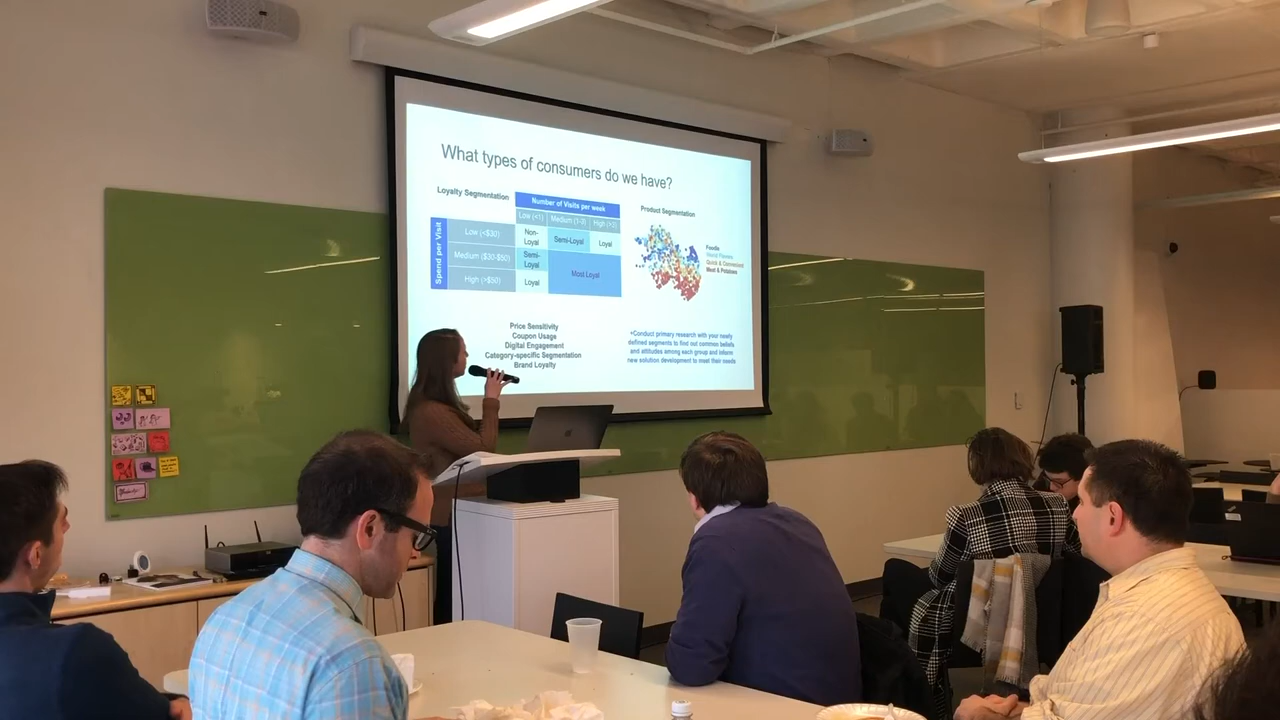 What types of consumers do we have?
Loyalty Segmentation
Number of Visits per week
Low (<1) Medium (1-3)
Spend per Visit
Low (<$30) Non-Loyal Semi-Loyal Loyal
Medium ($30-$50) Semi-Loyal Most Loyal
High (>$50) Loyal
Product Segmentation
Foodie
Quick & Convenient
Meat & Potatoes
Price Sensitivity
Coupon Usage
Digital Engagement
Category-specific Segmentation
Brand Loyalty
*Conduct primary research with your newly
defined segments to find out common beliefs
and attitudes among each group and inform
new solution development to meet their needs